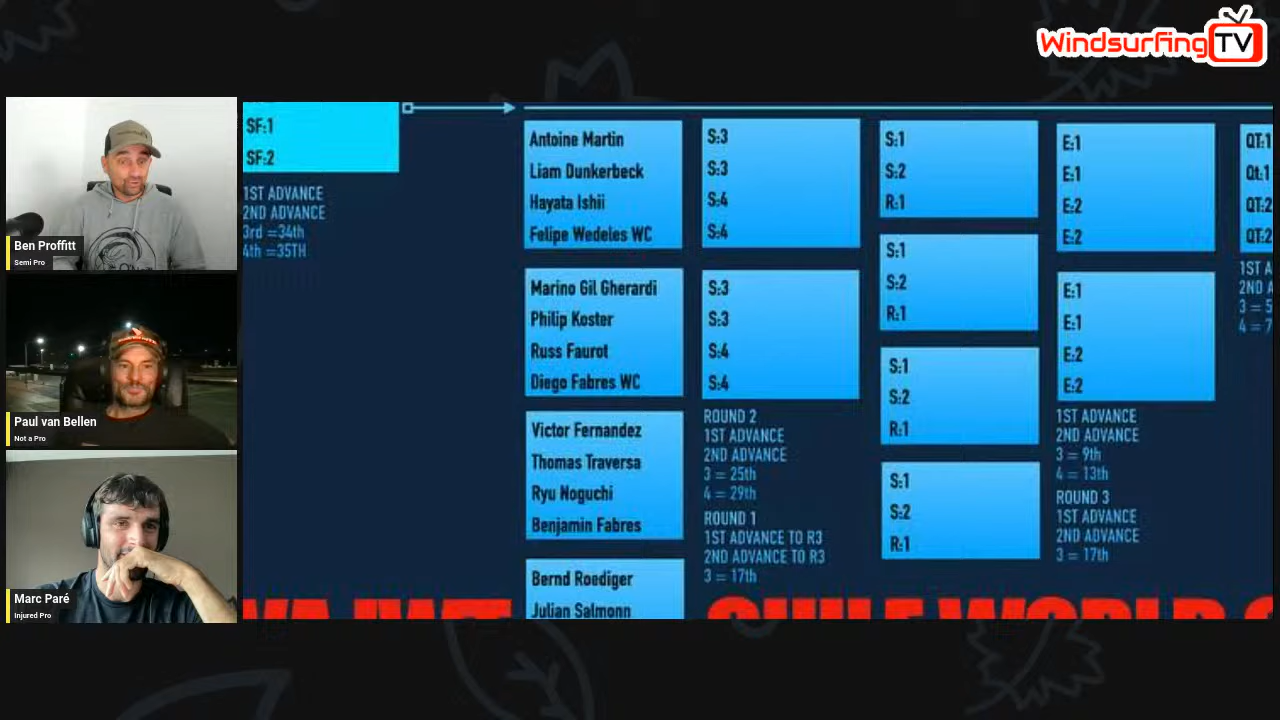 Windsurfing TV
Ben Proffitt
Semi Pro
Paul van Bellen
Not a Pro
Marc Paré
Injured Pro
SF:1
SF:2
1ST ADVANCE
2ND ADVANCE
3rd =34th
4th =35TH
Antoine Martin
Liam Dunkerbeck
Hayata Ishii
Felipe Wedeles WC
Marino Gil Gherardi
Philip Koster
Russ Faurot
Diego Fabres WC
Victor Fernandez
Thomas Traversa
Ryu Noguchi
Benjamin Fabres
Bernd Roediger
Julian Salmonn
S:3
S:3
S:4
S:4
S:3
S:3
S:4
S:4
ROUND 2
1ST ADVANCE
2ND ADVANCE
3 = 25th
4 = 29th
ROUND 1
1ST ADVANCE TO R3
2ND ADVANCE TO R3
3 = 17th
S:1
S:2
R:1
S:1
S:2
R:1
S:1
S:2
R:1
S:1
S:2
R:1
E:1
E:1
E:2
E:2
E:1
E:1
E:2
E:2
1ST ADVANCE
2ND ADVANCE
3 = 9th
4 = 13th
ROUND 3
1ST ADVANCE
2ND ADVANCE
3 = 17th
QT:1
Qt:1
QT:2
QT:2
1ST A
2ND A
3 = 5
4 = 7